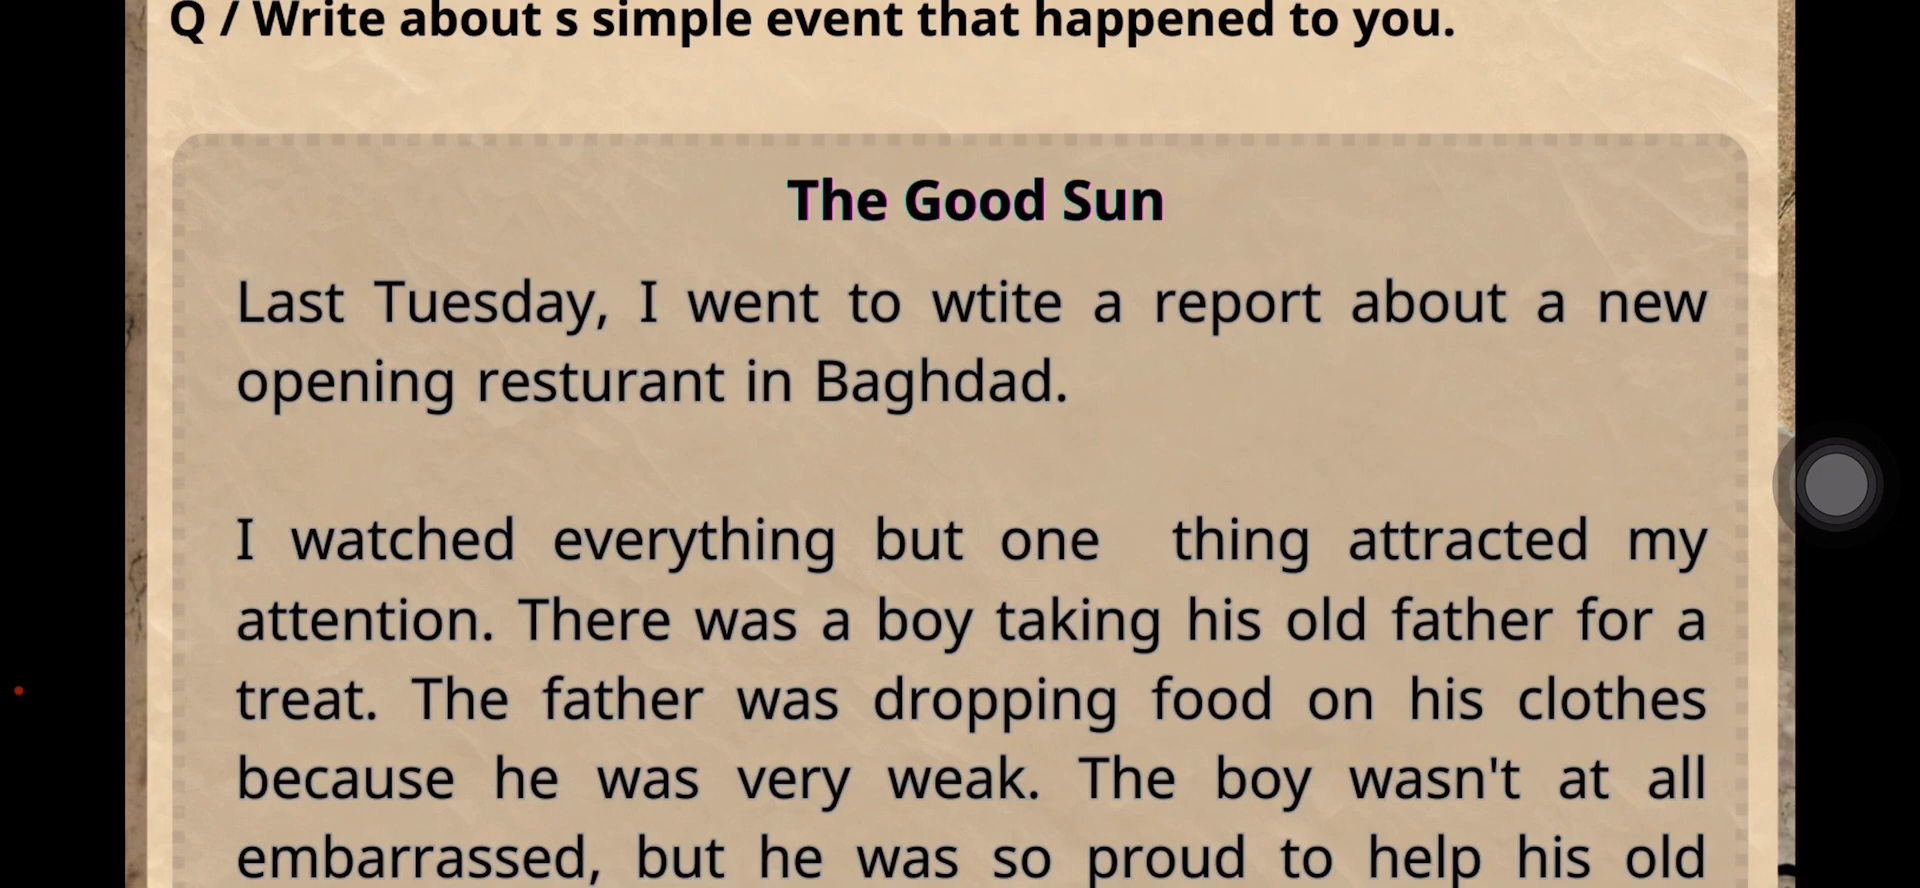 Q / Write about s simple event that happened to you.
The Good Sun
Last Tuesday, I went to wtite a report about a new
opening resturant in Baghdad.
I watched everything but one thing attracted my
attention. There was a boy taking his old father for a
treat. The father was dropping food on his clothes
because he was very weak. The boy wasn't at all
embarrassed, but he was so proud to help his old